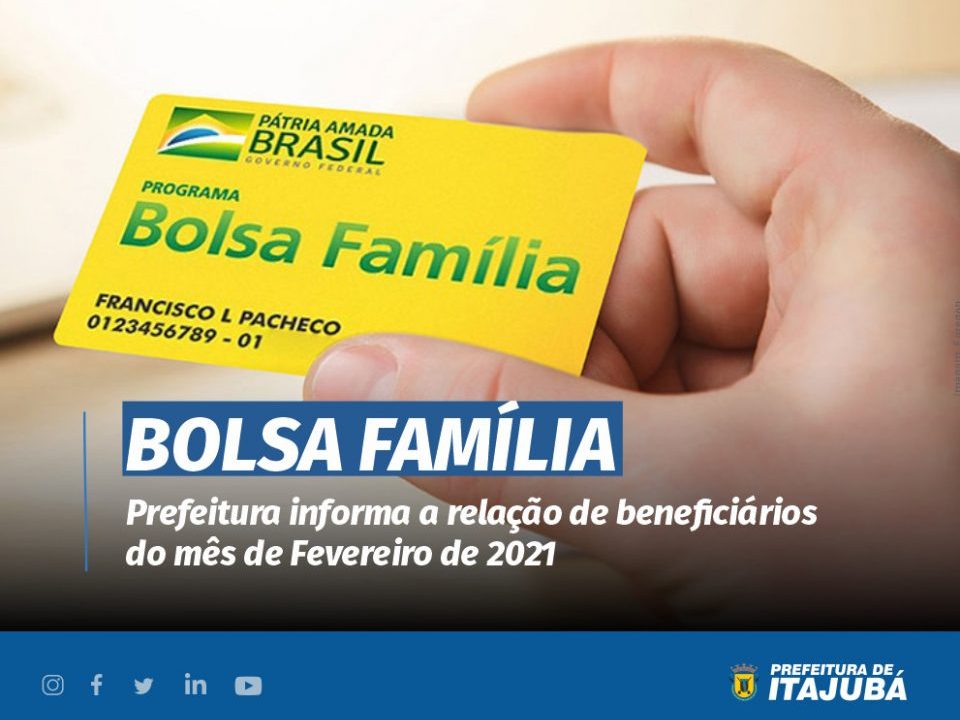 PÁTRIA AMADA
BRASIL
GOVERNO FEDERAL
PROGRAMA
Bolsa Família
FRANCISCO L PACHECO
0123456789 - 01
BOLSA FAMÍLIA
Prefeitura informa a relação de beneficiários
do mês de Fevereiro de 2021
PREFEITURA DE
ITAJUBÁ